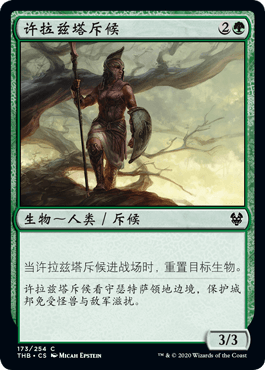 许拉兹塔斥候 2
生物~人类/斥候
当许拉兹塔斥候进战场时，重置目标生物。
许拉兹塔斥候看守瑟特萨领地边境，保护城
邦免受怪兽与敌军滋扰。
3/3
173/254 C
THB • CS MICAH EPSTEIN
™ & © 2020 Wizards of the Coast